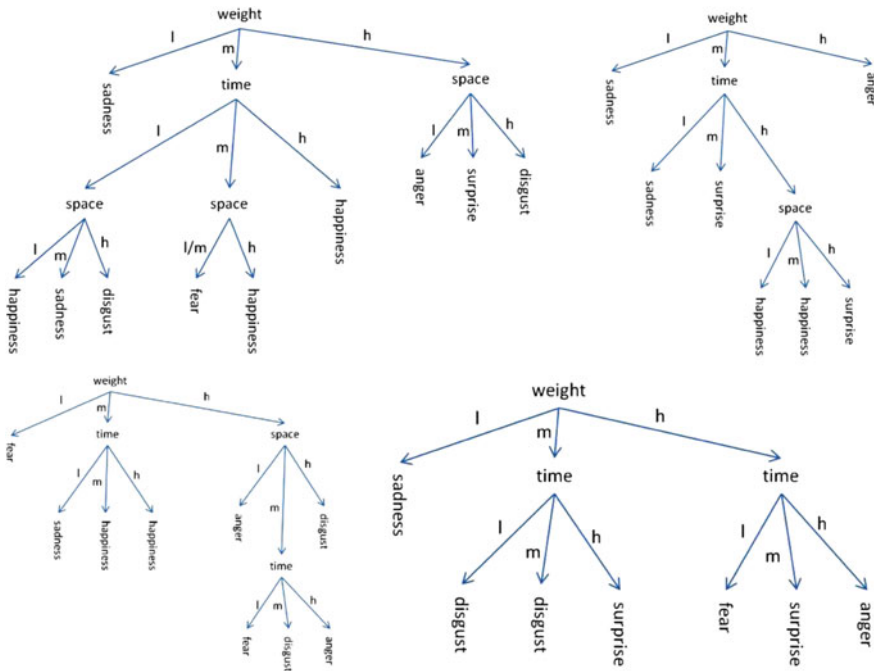 weight
l m h
sadness time space
l m h
l m h
anger surprise disgust
space space happiness
l m h
l/m h
happiness sadness disgust
fear happiness
weight
l m h
sadness time anger
l m h
sadness surprise space
l m h
happiness happiness surprise
weight
l m h
fear time space
l m h
sadness happiness happiness
l m h
anger time disgust
l m h
fear disgust anger
weight
l m h
sadness time time
l m h
disgust disgust surprise
l m h
fear surprise anger